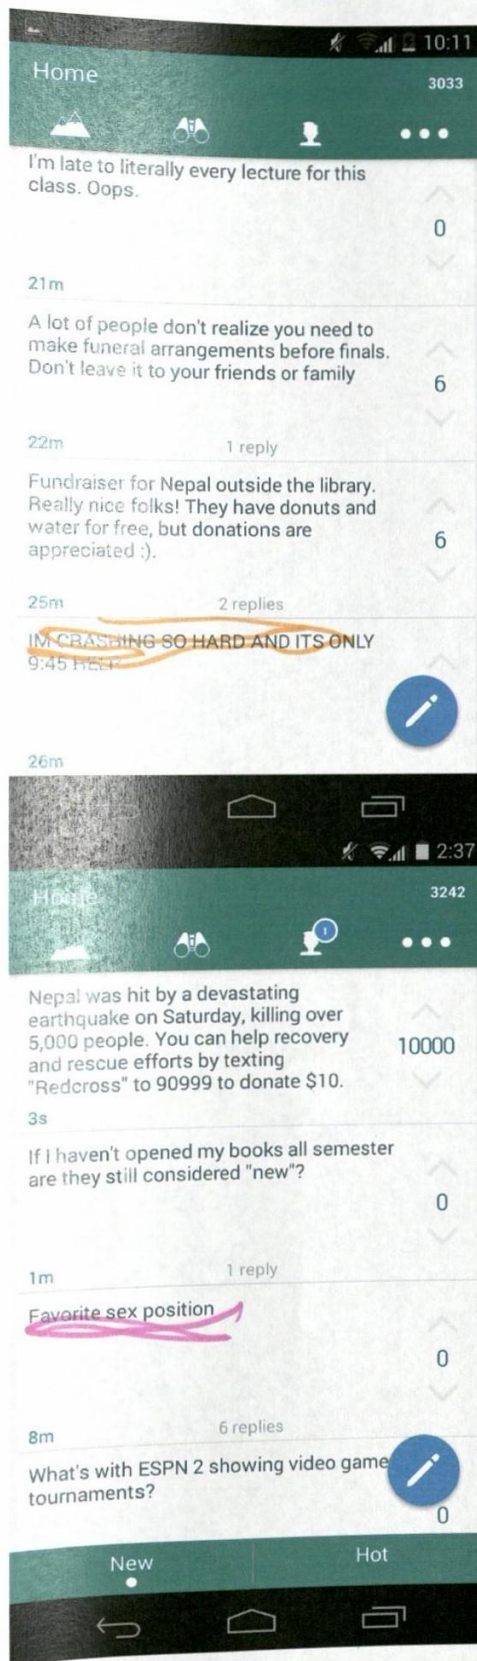 10:11
Home
3033
I'm late to literally every lecture for this
class. Oops.
0
21m
A lot of people don't realize you need to
make funeral arrangements before finals.
Don't leave it to your friends or family
6
22m
1 reply
Fundraiser for Nepal outside the library.
Really nice folks! They have donuts and
water for free, but donations are
appreciated :).
6
25m
2 replies
IM CRASHING SO HARD AND ITS ONLY
9:45 HELP
26m
2:37
Home
3242
1
Nepal was hit by a devastating
earthquake on Saturday, killing over
5,000 people. You can help recovery
and rescue efforts by texting
"Redcross" to 90999 to donate $10.
10000
3s
If I haven't opened my books all semester
are they still considered "new"?
0
1m
1 reply
Favorite sex position
0
8m
6 replies
What's with ESPN 2 showing video game
tournaments?
0
New
Hot